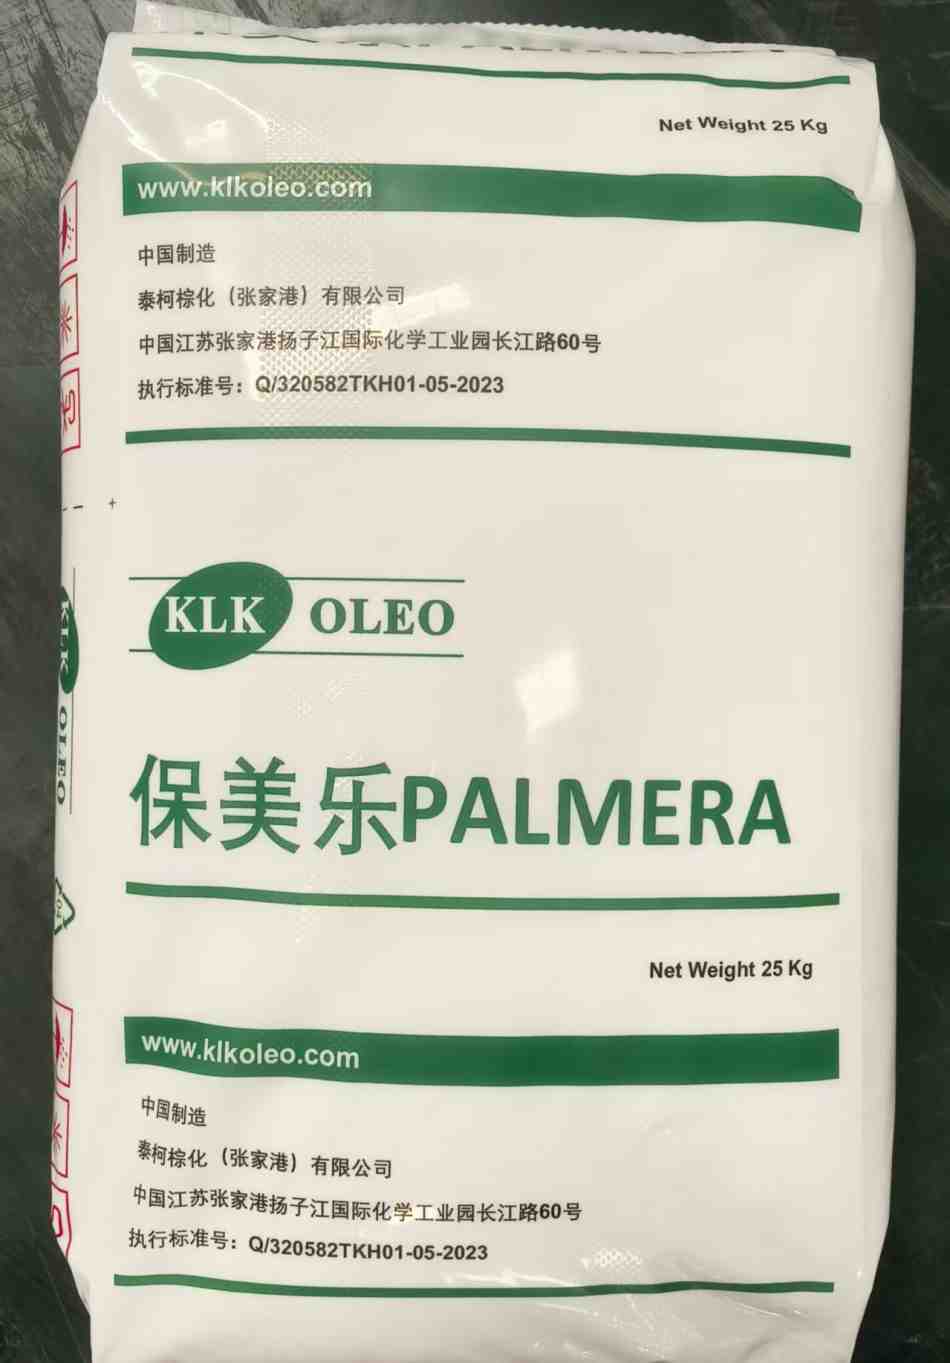 Net Weight 25 Kg
www.klkoleo.com
中国制造
泰柯棕化（张家港）有限公司
中国江苏张家港扬子江国际化学工业园长江路60号
执行标准号：Q/320582TKH01-05-2023
KLK OLEO
KLK OLEO
保美乐PALMERA
Net Weight 25 Kg
www.klkoleo.com
中国制造
泰柯棕化（张家港）有限公司
中国江苏张家港扬子江国际化学工业园长江路60号
执行标准号：Q/320582TKH01-05-2023